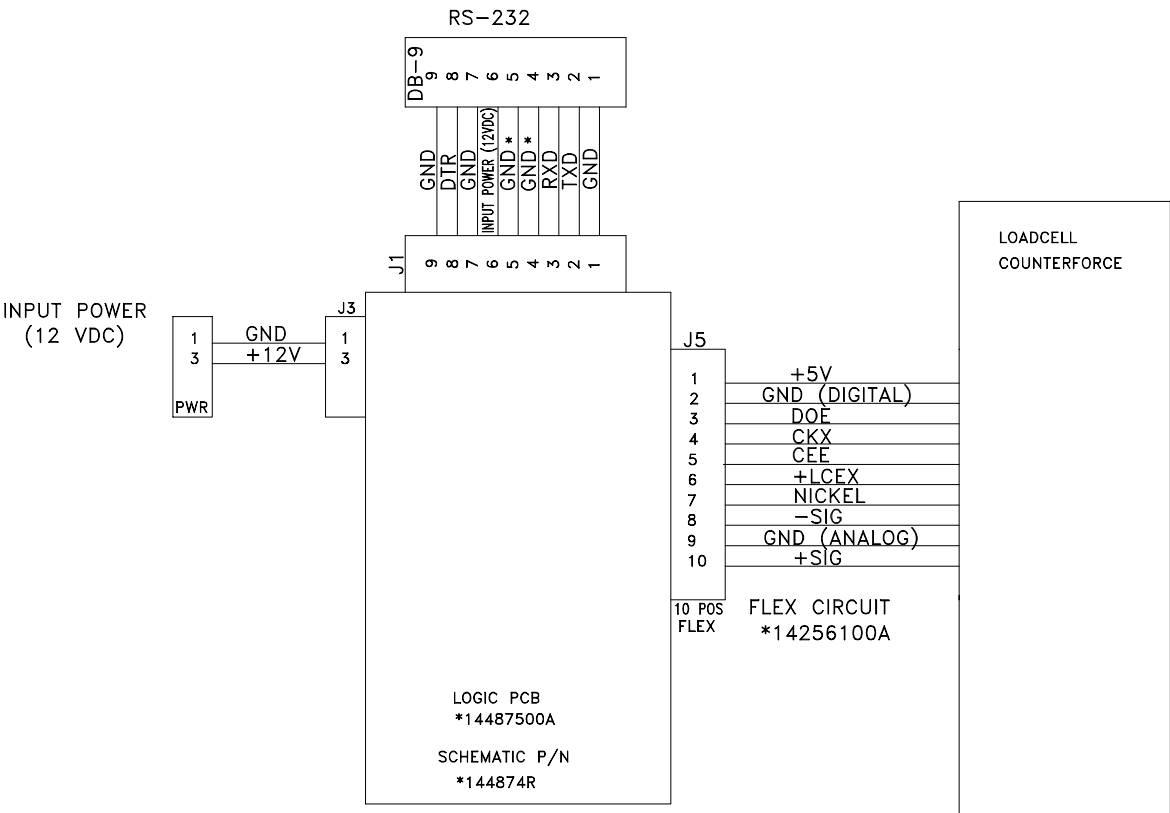 RS-232
DB-9
9 8 7 6 5 4 3 2 1
GND
DTR
GND
INPUT POWER (12VDC)
GND *
GND *
RXD
TXD
GND
J1
9 8 7 6 5 4 3 2 1
INPUT POWER
(12 VDC)
1
3
PWR
GND
+12V
J3
1
3
J5
1 +5V
2 GND (DIGITAL)
3 DOE
4 CKX
5 CEE
6 +LCEX
7 NICKEL
8 -SIG
9 GND (ANALOG)
10 +SIG
10 POS
FLEX
FLEX CIRCUIT
*14256100A
LOADCELL
COUNTERFORCE
LOGIC PCB
*14487500A
SCHEMATIC P/N
*144874R